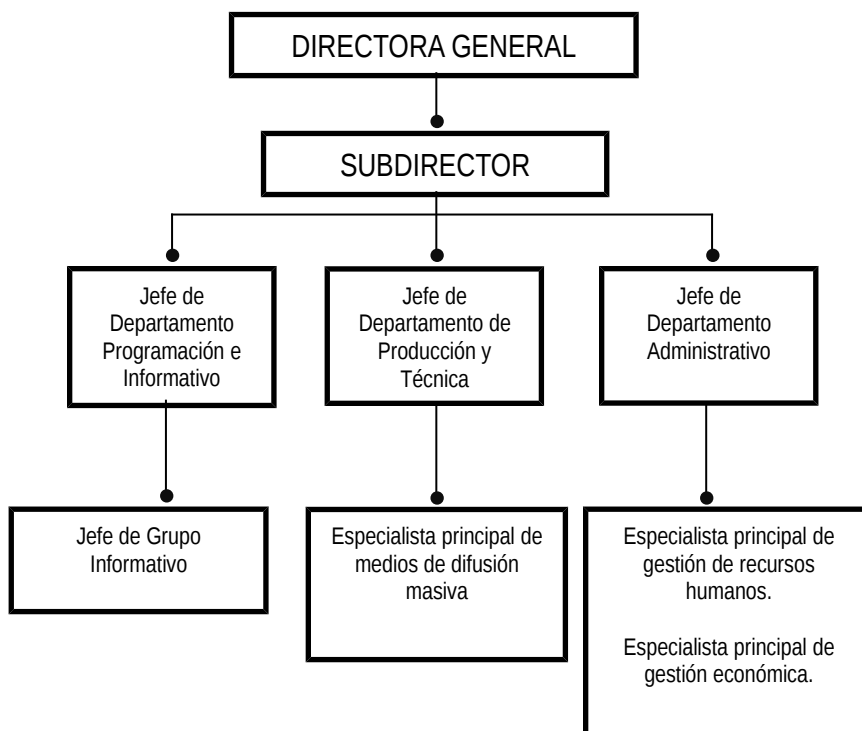 DIRECTORA GENERAL
SUBDIRECTOR
Jefe de
Departamento
Programación e
Informativo
Jefe de
Departamento de
Producción y
Técnica
Jefe de
Departamento
Administrativo
Jefe de Grupo
Informativo
Especialista principal de
medios de difusión
masiva
Especialista principal de
gestión de recursos
humanos.
Especialista principal de
gestión económica.